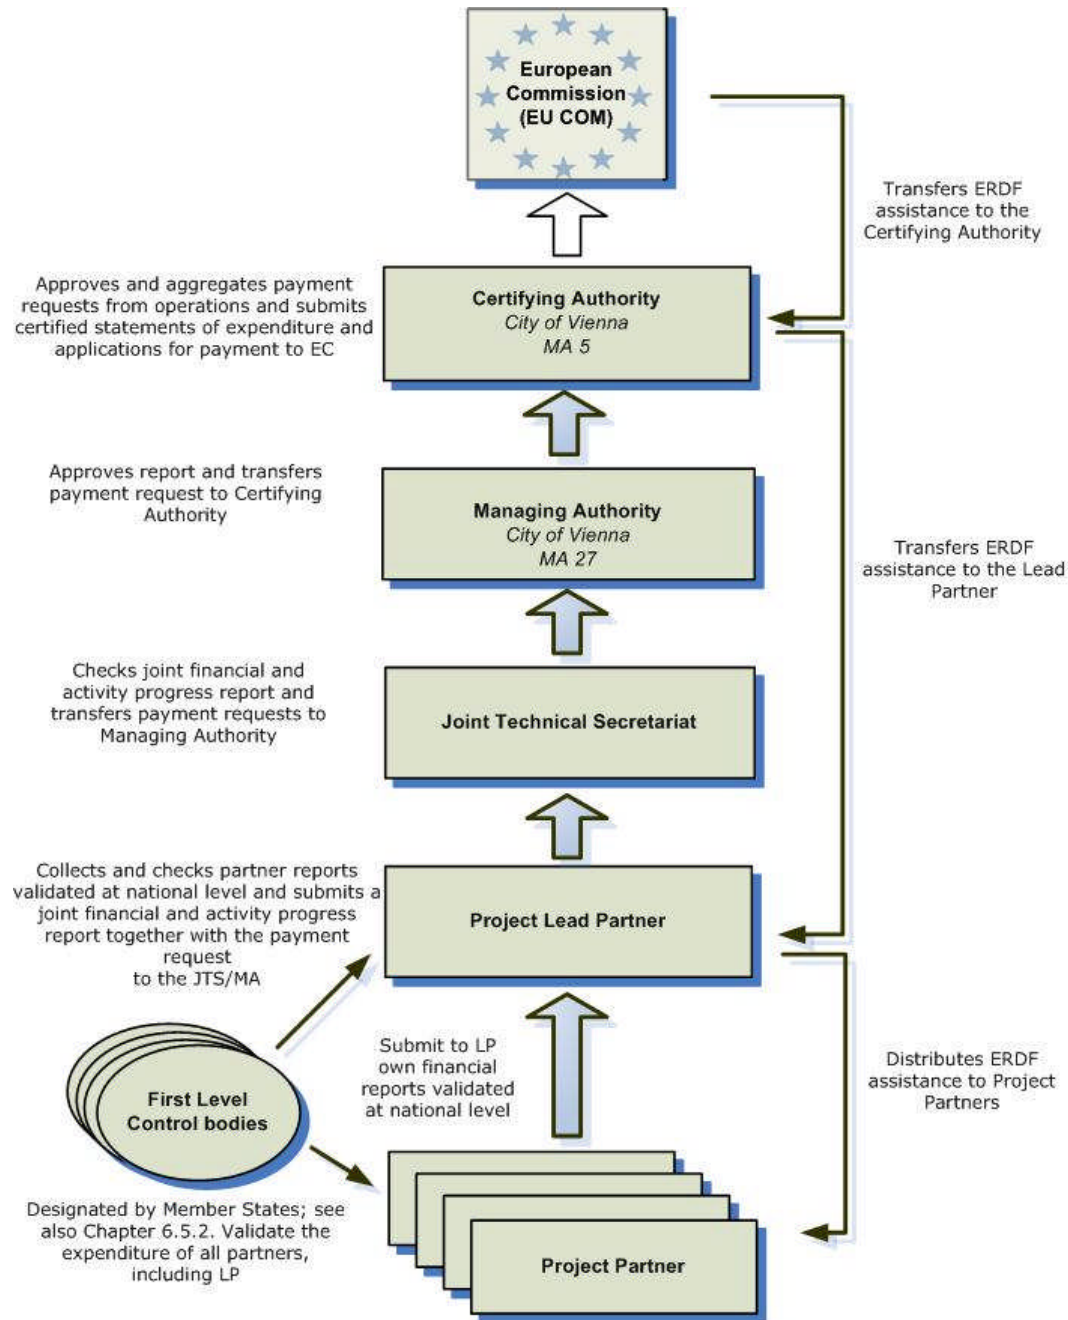 European
Commission
(EU COM)
Transfers ERDF
assistance to the
Certifying Authority
Approves and aggregates payment
requests from operations and submits
certified statements of expenditure and
applications for payment to EC
Certifying Authority
City of Vienna
MA 5
Approves report and transfers
payment request to Certifying
Authority
Managing Authority
City of Vienna
MA 27
Transfers ERDF
assistance to the Lead
Partner
Checks joint financial and
activity progress report and
transfers payment requests to
Managing Authority
Joint Technical Secretariat
Collects and checks partner reports
validated at national level and submits a
joint financial and activity progress
report together with the payment
request
to the JTS/MA
Project Lead Partner
First Level
Control bodies
Submit to LP
own financial
reports validated
at national level
Distributes ERDF
assistance to Project
Partners
Designated by Member States; see
also Chapter 6.5.2. Validate the
expenditure of all partners,
including LP
Project Partner